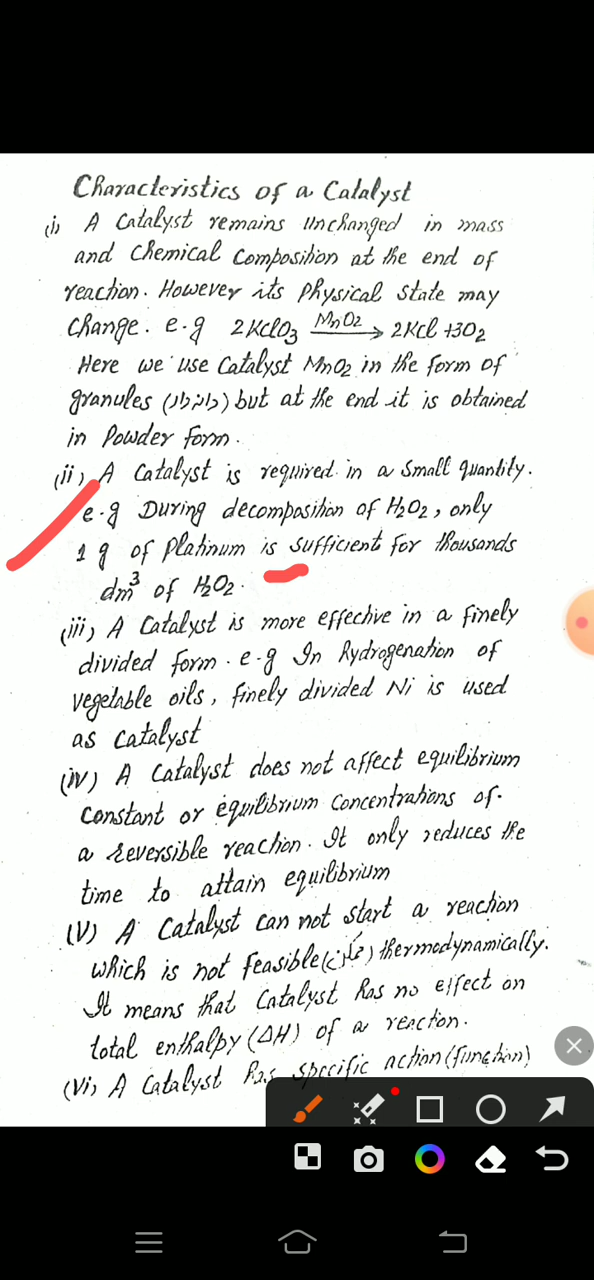 Characteristics of a Catalyst
(i) A Catalyst remains unchanged in mass
and chemical composition at the end of
reaction. However its physical state may
change. e.g 2KClO3 MnO2 → 2KCl +3O2
Here we use Catalyst MnO2 in the form of
granules () but at the end it is obtained
in Powder form.
(ii) A Catalyst is required in a small quantity.
e.g During decomposition of H2O2, only
1 g of Platinum is sufficient for thousands
dm³ of H2O2.
(iii) A Catalyst is more effective in a finely
divided form. e.g In Hydrogenation of
vegetable oils, finely divided Ni is used
as Catalyst
(iv) A Catalyst does not affect equilibrium
Constant or equilibrium Concentrations of
a reversible reaction. It only reduces the
time to attain equilibrium
(V) A Catalyst can not start a reaction
which is not feasible () thermodynamically.
It means that Catalyst has no effect on
total enthalpy (ΔH) of a reaction.
(Vi) A Catalyst has specific action (function)